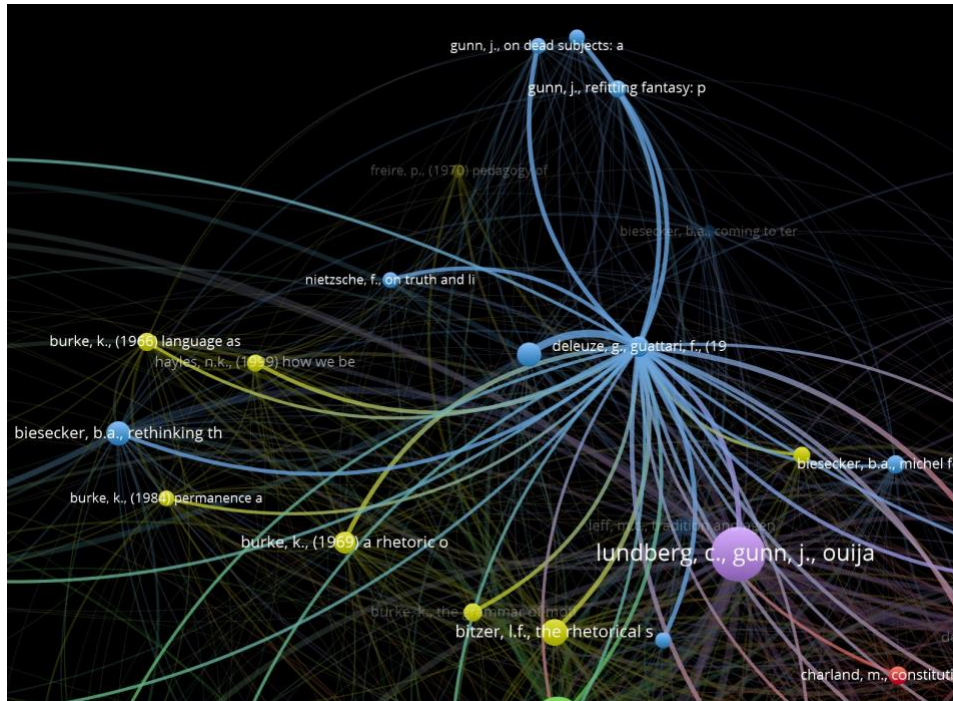 gunn, j., on dead subjects: a
gunn, j., refitting fantasy: p
freire, p., (1970) pedagogy of
biesecker, b.a., coming to ter
nietzsche, f., on truth and li
burke, k., (1966) language as
deleuze, g., guattari, f., (19
hayles, n.k., (1999) how we be
biesecker, b.a., rethinking th
biesecker, b.a., michel f
burke, k., (1984) permanence a
leff, m.c., tradition and agen
burke, k., (1969) a rhetoric o
lundberg, c., gunn, j., ouija
burke, k., the grammar of mot
bitzer, l.f., the rhetorical s
charland, m., constituti